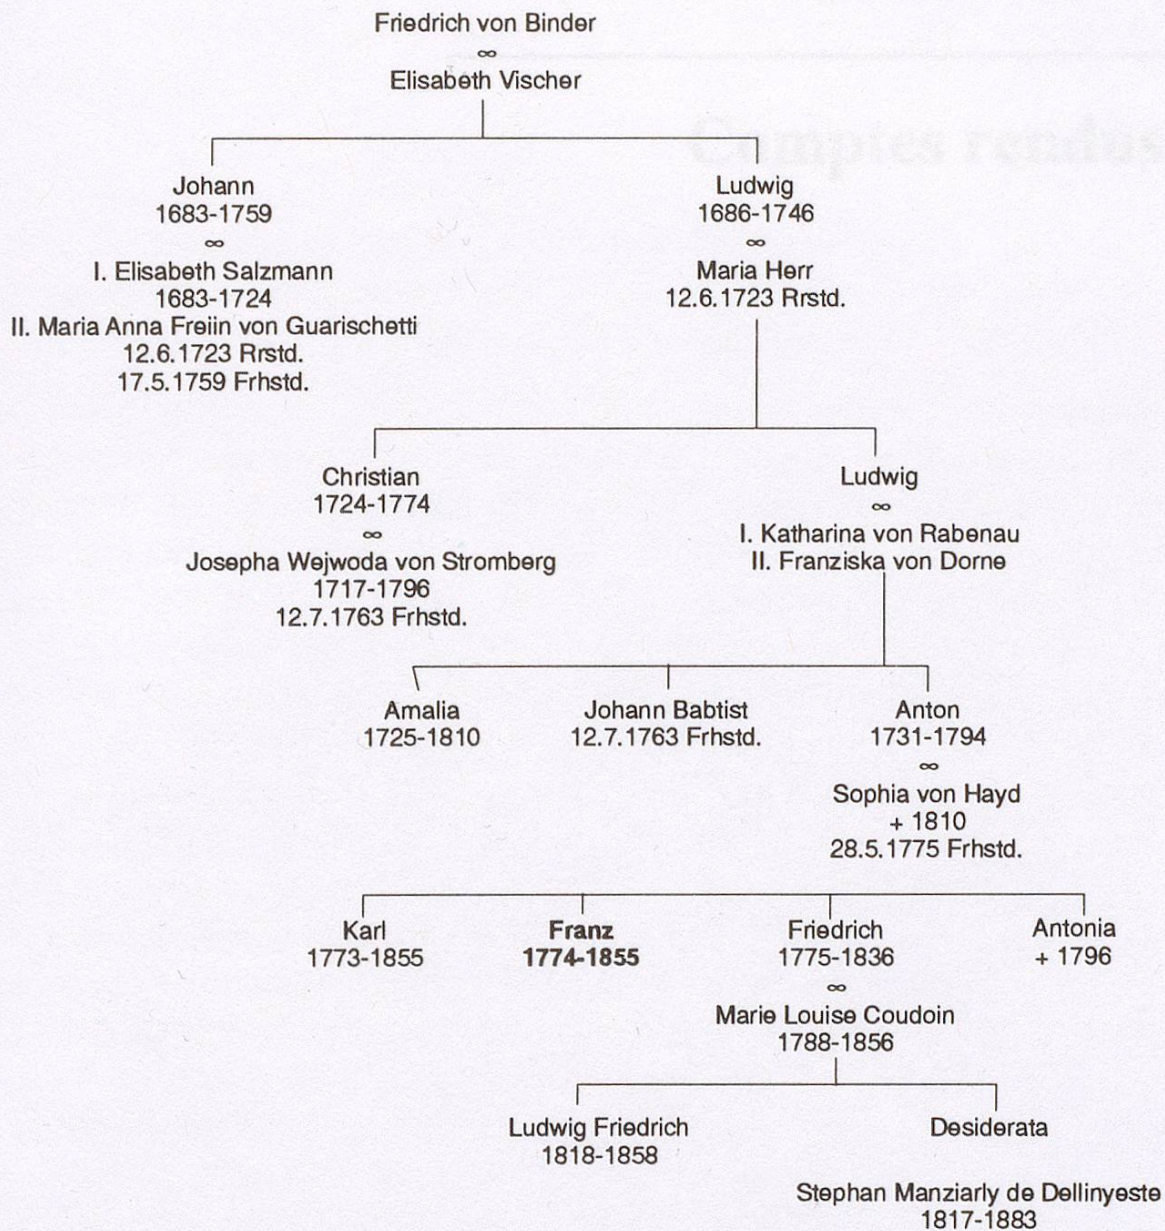 Friedrich von Binder
∞
Elisabeth Vischer
Comptes rendus
Johann
1683-1759
∞
I. Elisabeth Salzmann
1683-1724
II. Maria Anna Freiin von Guarischetti
12.6.1723 Rrstd.
17.5.1759 Frhstd.
Ludwig
1686-1746
∞
Maria Herr
12.6.1723 Rrstd.
Christian
1724-1774
∞
Josepha Wejwoda von Stromberg
1717-1796
12.7.1763 Frhstd.
Ludwig
∞
I. Katharina von Rabenau
II. Franziska von Dorne
Amalia
1725-1810
Johann Babtist
12.7.1763 Frhstd.
Anton
1731-1794
∞
Sophia von Hayd
+ 1810
28.5.1775 Frhstd.
Karl
1773-1855
Franz
1774-1855
Friedrich
1775-1836
∞
Marie Louise Coudoin
1788-1856
Antonia
+ 1796
Ludwig Friedrich
1818-1858
Desiderata
Stephan Manziarly de Dellinyeste
1817-1883